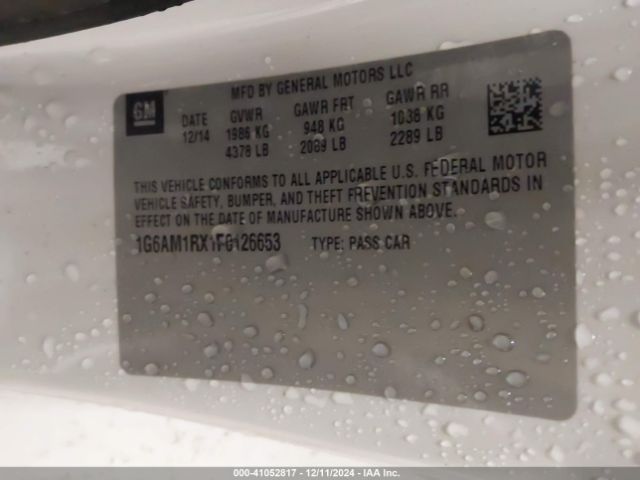 GM
MFD BY GENERAL MOTORS LLC
DATE GVWR GAWR FRT GAWR RR
12/14 1986 KG 948 KG 1038 KG
4378 LB 2089 LB 2289 LB
THIS VEHICLE CONFORMS TO ALL APPLICABLE U.S. FEDERAL MOTOR
VEHICLE SAFETY, BUMPER, AND THEFT PREVENTION STANDARDS IN
EFFECT ON THE DATE OF MANUFACTURE SHOWN ABOVE.
1G6AM1RX1F0126653 TYPE: PASS CAR
000-41052817 - 12/11/2024 - IAA Inc.